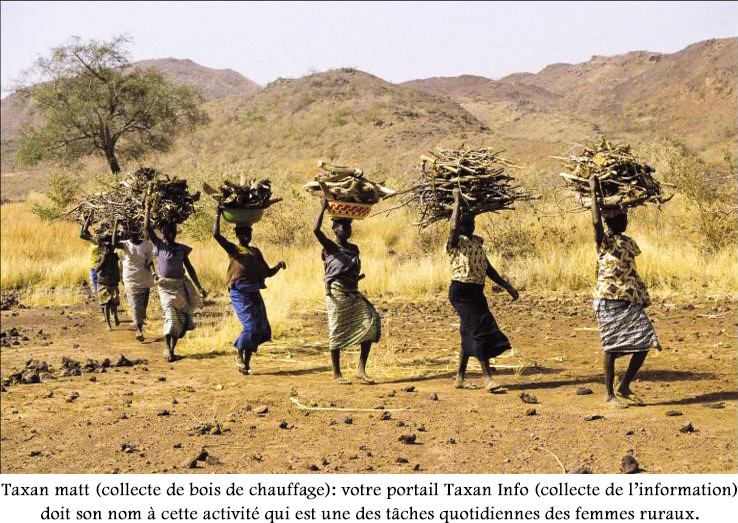 Taxan matt (collecte de bois de chauffage): votre portail Taxan Info (collecte de l'information)
doit son nom à cette activité qui est une des tâches quotidiennes des femmes ruraux.